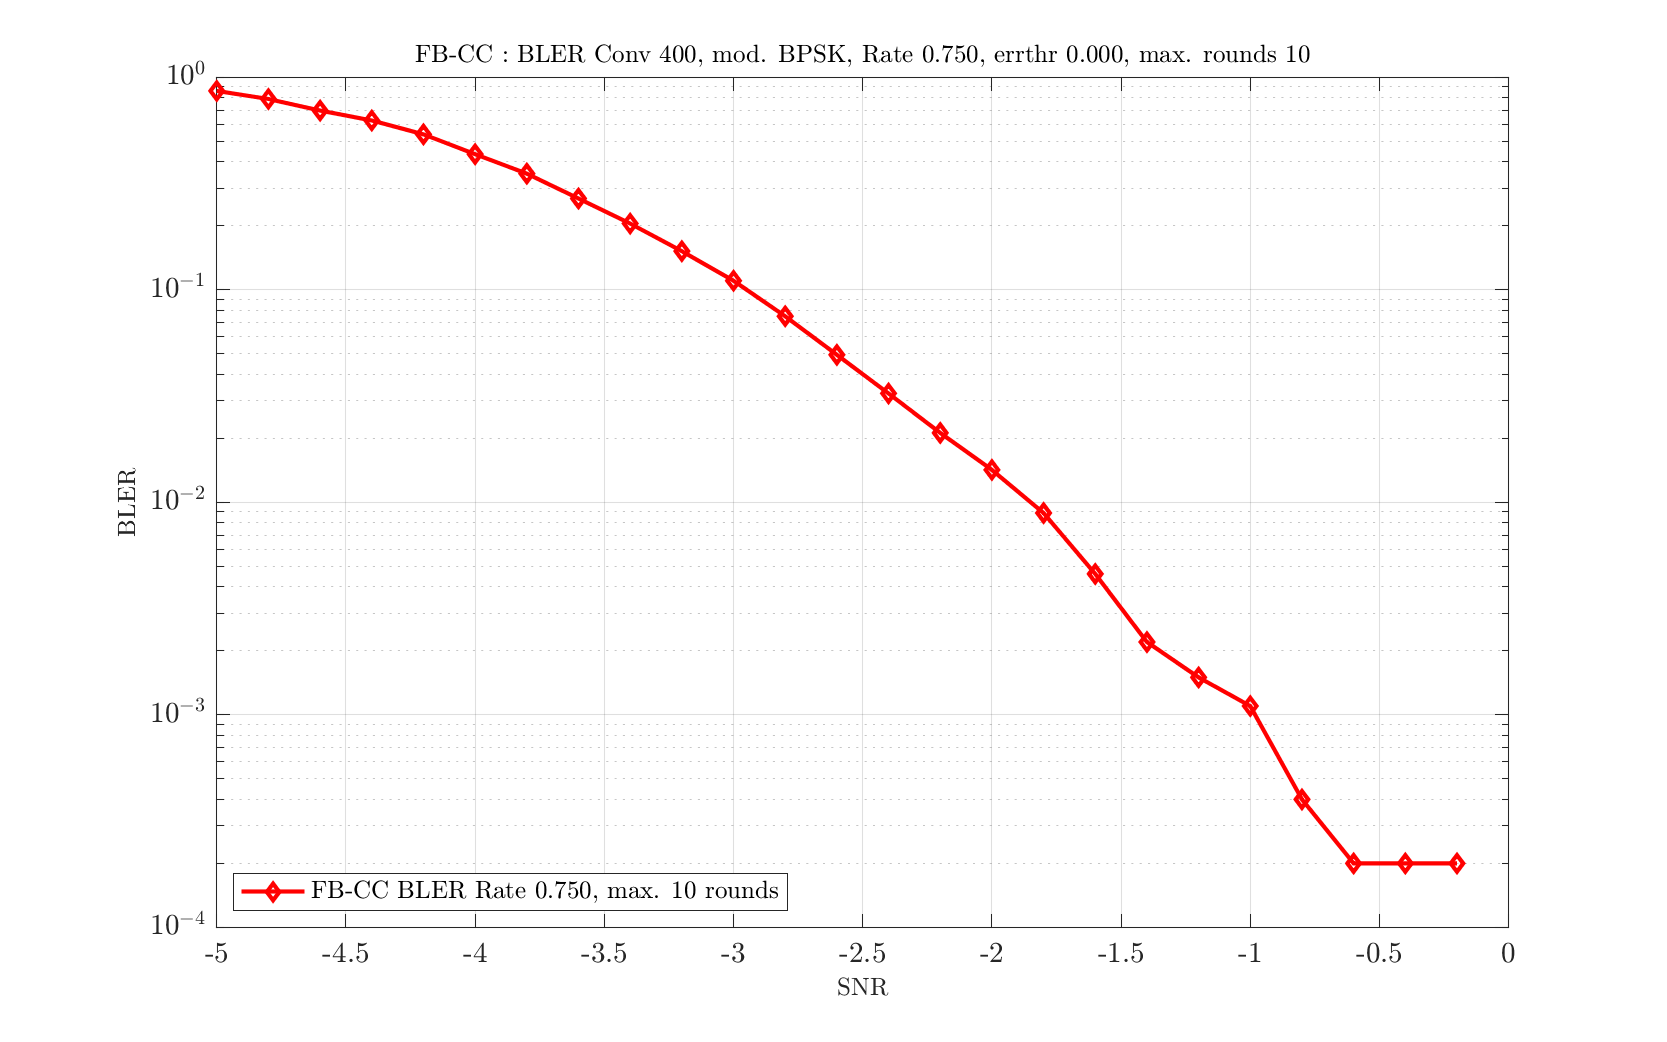 FB-CC : BLER Conv 400, mod. BPSK, Rate 0.750, errthr 0.000, max. rounds 10
10^0
10^-1
10^-2
10^-3
10^-4
BLER
FB-CC BLER Rate 0.750, max. 10 rounds
-5 -4.5 -4 -3.5 -3 -2.5 -2 -1.5 -1 -0.5 0
SNR